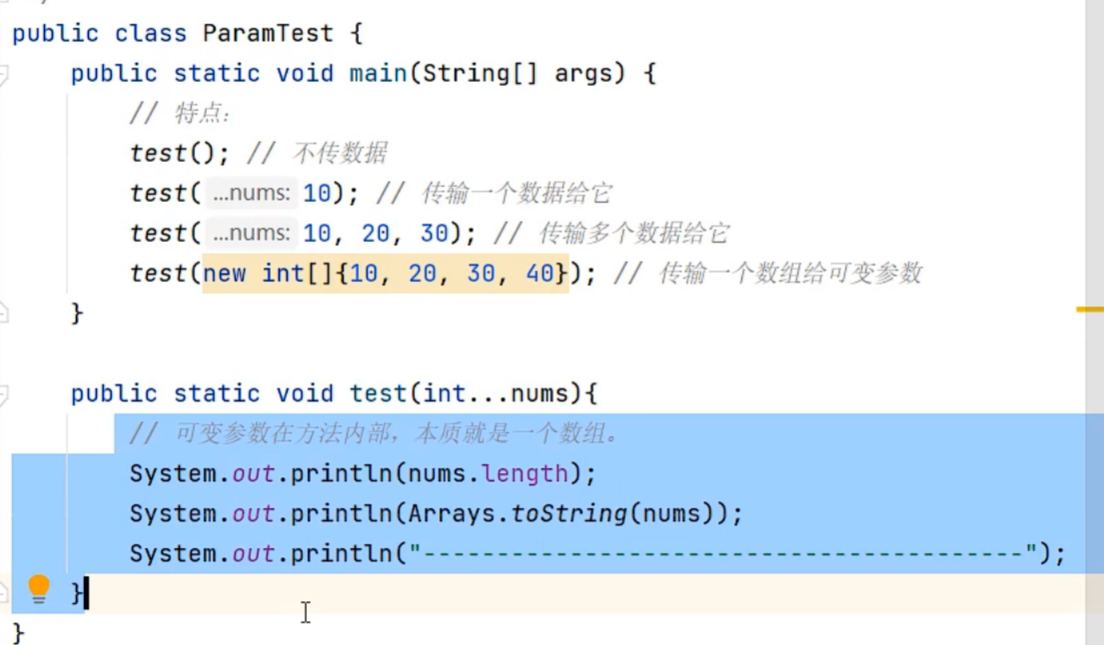 public class ParamTest {
public static void main(String[] args) {
// 特点:
test(); // 不传数据
test( ...nums: 10); // 传输一个数据给它
test( ...nums: 10, 20, 30); // 传输多个数据给它
test(new int[]{10, 20, 30, 40}); // 传输一个数组给可变参数
}
public static void test(int...nums){
// 可变参数在方法内部，本质就是一个数组。
System.out.println(nums.length);
System.out.println(Arrays.toString(nums));
System.out.println("-----------------------------------------");
}
}